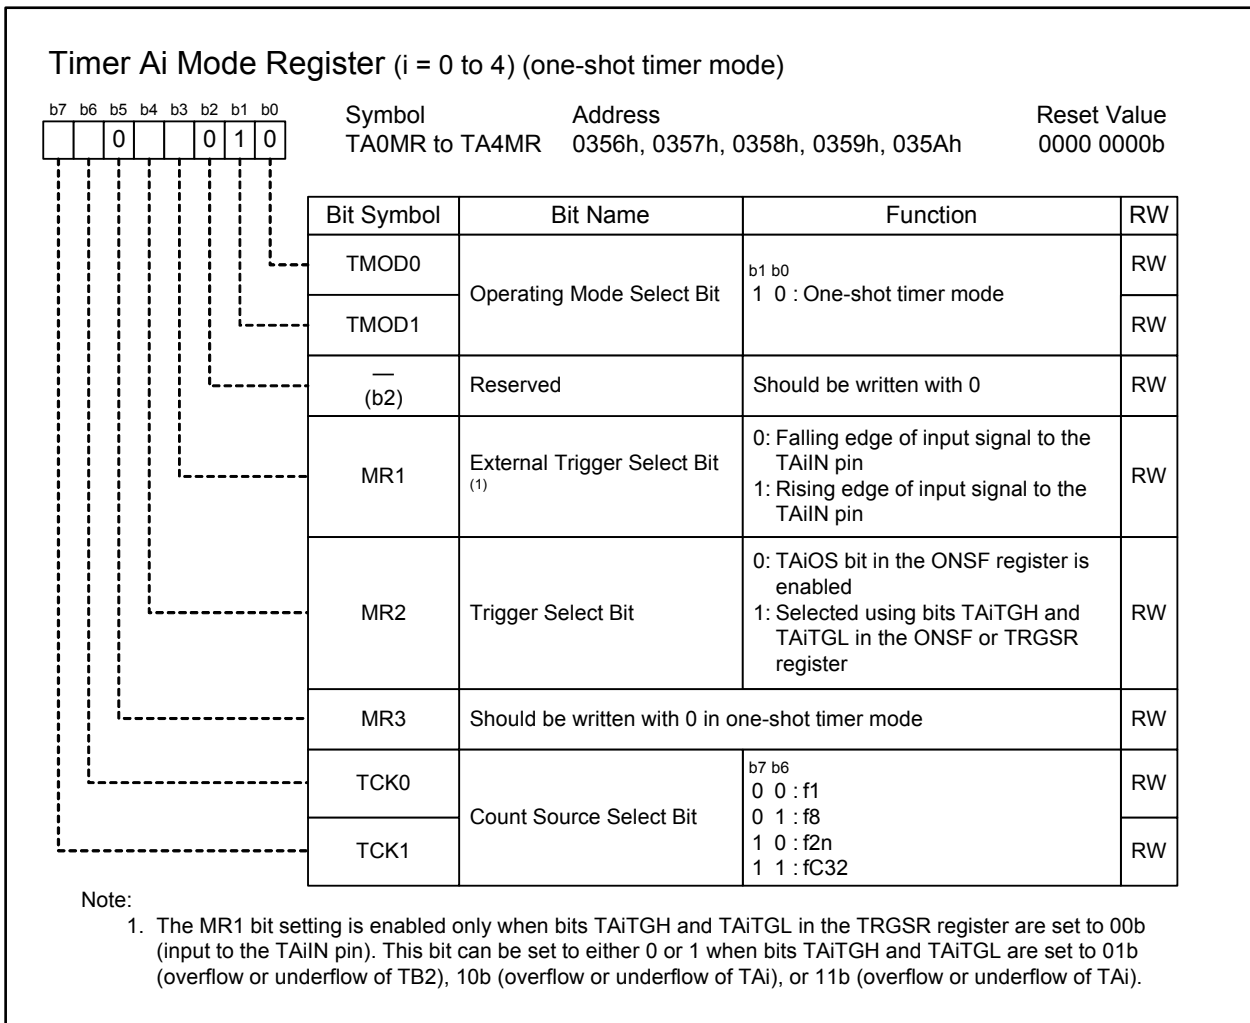 Timer Ai Mode Register (i = 0 to 4) (one-shot timer mode)
b7 b6 b5 b4 b3 b2 b1 b0
0 0 1 0
Symbol Address Reset Value
TA0MR to TA4MR 0356h, 0357h, 0358h, 0359h, 035Ah 0000 0000b
Bit Symbol Bit Name Function RW
TMOD0 RW
Operating Mode Select Bit
b1 b0
1 0 : One-shot timer mode
TMOD1 RW
—
(b2)
Reserved Should be written with 0 RW
MR1
External Trigger Select Bit
(1)
0: Falling edge of input signal to the
TAiIN pin
1: Rising edge of input signal to the
TAiIN pin
RW
MR2 Trigger Select Bit
0: TAiOS bit in the ONSF register is
enabled
1: Selected using bits TAiTGH and
TAiTGL in the ONSF or TRGSR
register
RW
MR3 Should be written with 0 in one-shot timer mode RW
TCK0 RW
Count Source Select Bit
b7 b6
0 0 : f1
0 1 : f8
1 0 : f2n
1 1 : fC32
TCK1 RW
Note:
1. The MR1 bit setting is enabled only when bits TAiTGH and TAiTGL in the TRGSR register are set to 00b
(input to the TAiIN pin). This bit can be set to either 0 or 1 when bits TAiTGH and TAiTGL are set to 01b
(overflow or underflow of TB2), 10b (overflow or underflow of TAi), or 11b (overflow or underflow of TAi).